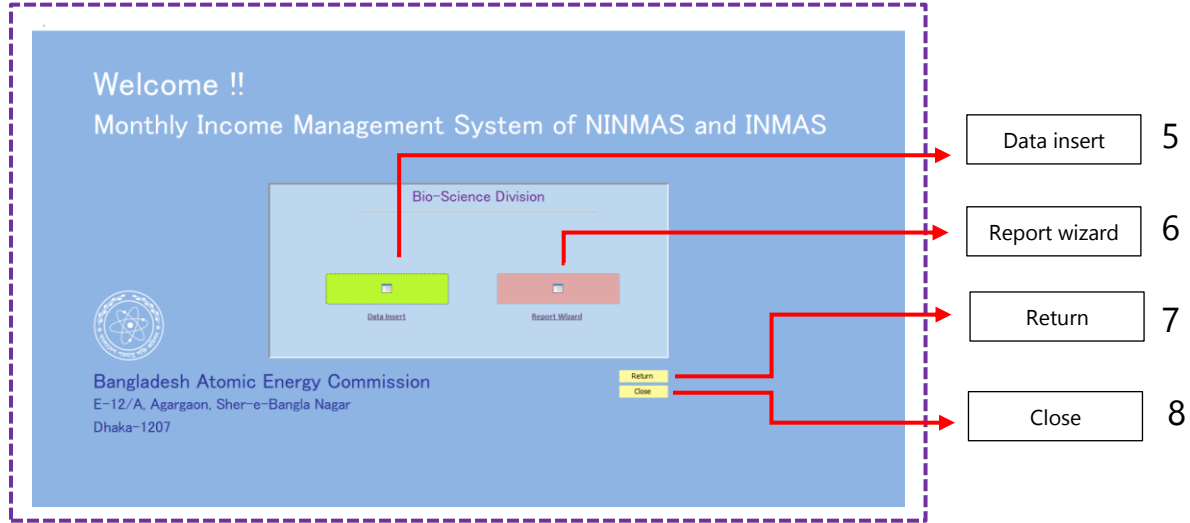 Welcome !!
Monthly Income Management System of NINMAS and INMAS
Bio-Science Division
Data Insert
Report Wizard
Return
Close
Bangladesh Atomic Energy Commission
E-12/A, Agargaon, Sher-e-Bangla Nagar
Dhaka-1207
Data insert 5
Report wizard 6
Return 7
Close 8